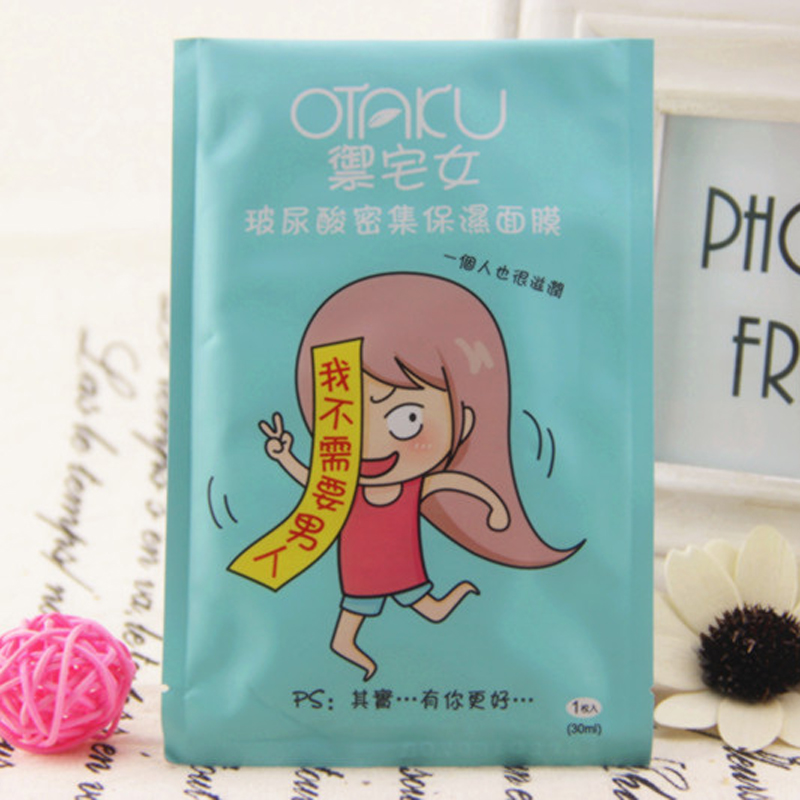 OTAKU
禦宅女
玻尿酸密集保濕面膜
一個人也很滋潤
我不需要男人
PS: 其實…有你更好…
1枚入
(30ml)
PHO
FR